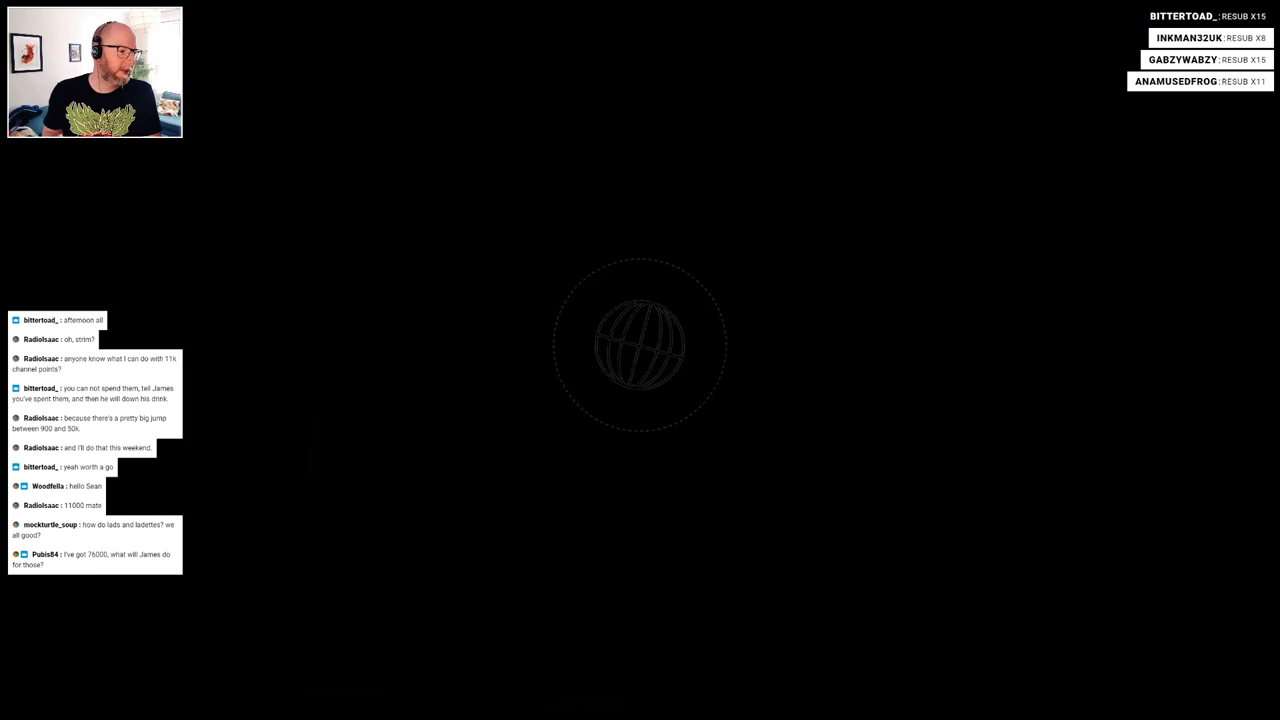 BITTERTOAD_: RESUB X15
INKMAN32UK: RESUB X8
GABZYWABZY: RESUB X15
ANAMUSEDFROG: RESUB X11
bittertoad_ : afternoon all
RadioIsaac : oh, strim?
RadioIsaac : anyone know what I can do with 11k
channel points?
bittertoad_ : you can not spend them, tell James
you've spent them, and then he will down his drink.
RadioIsaac : because there's a pretty big jump
between 900 and 50k.
RadioIsaac : and I'll do that this weekend.
bittertoad_ : yeah worth a go
Woodfella : hello Sean
RadioIsaac : 11000 mate
mockturtle_soup : how do lads and ladettes? we
all good?
Pubis84 : I've got 76000, what will James do
for those?